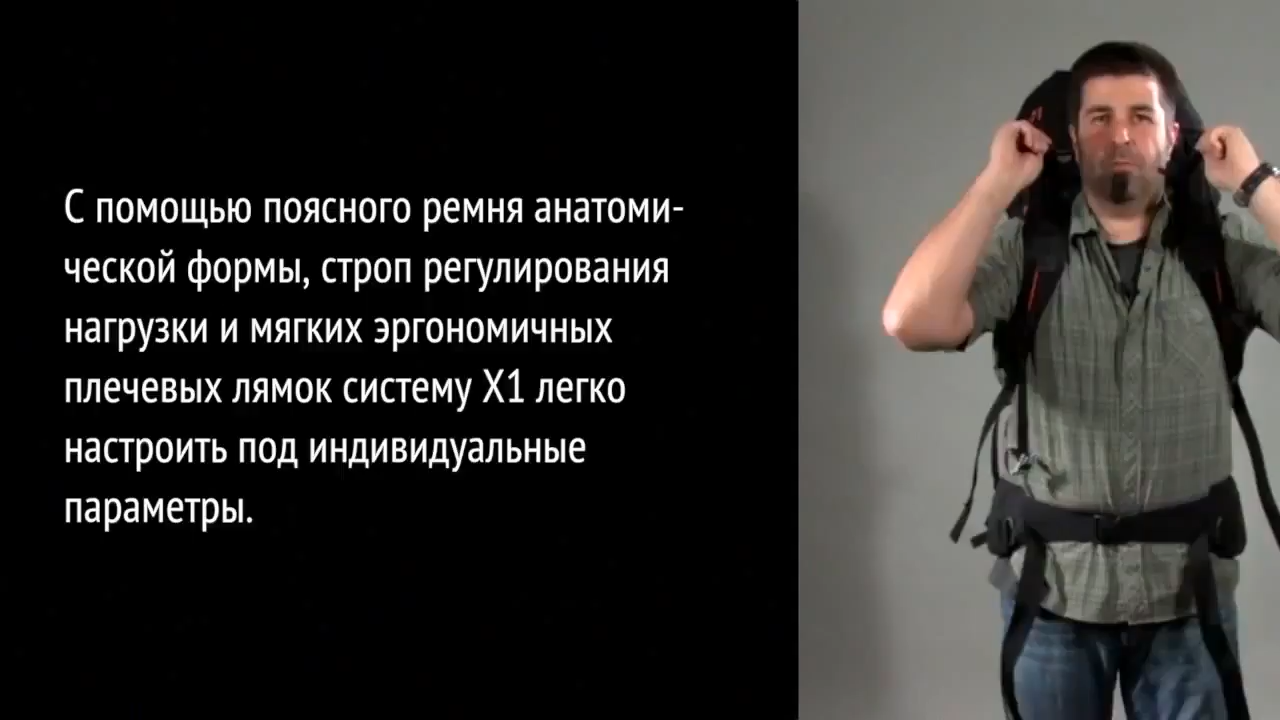 С помощью поясного ремня анатоми-
ческой формы, строп регулирования
нагрузки и мягких эргономичных
плечевых лямок систему X1 легко
настроить под индивидуальные
параметры.